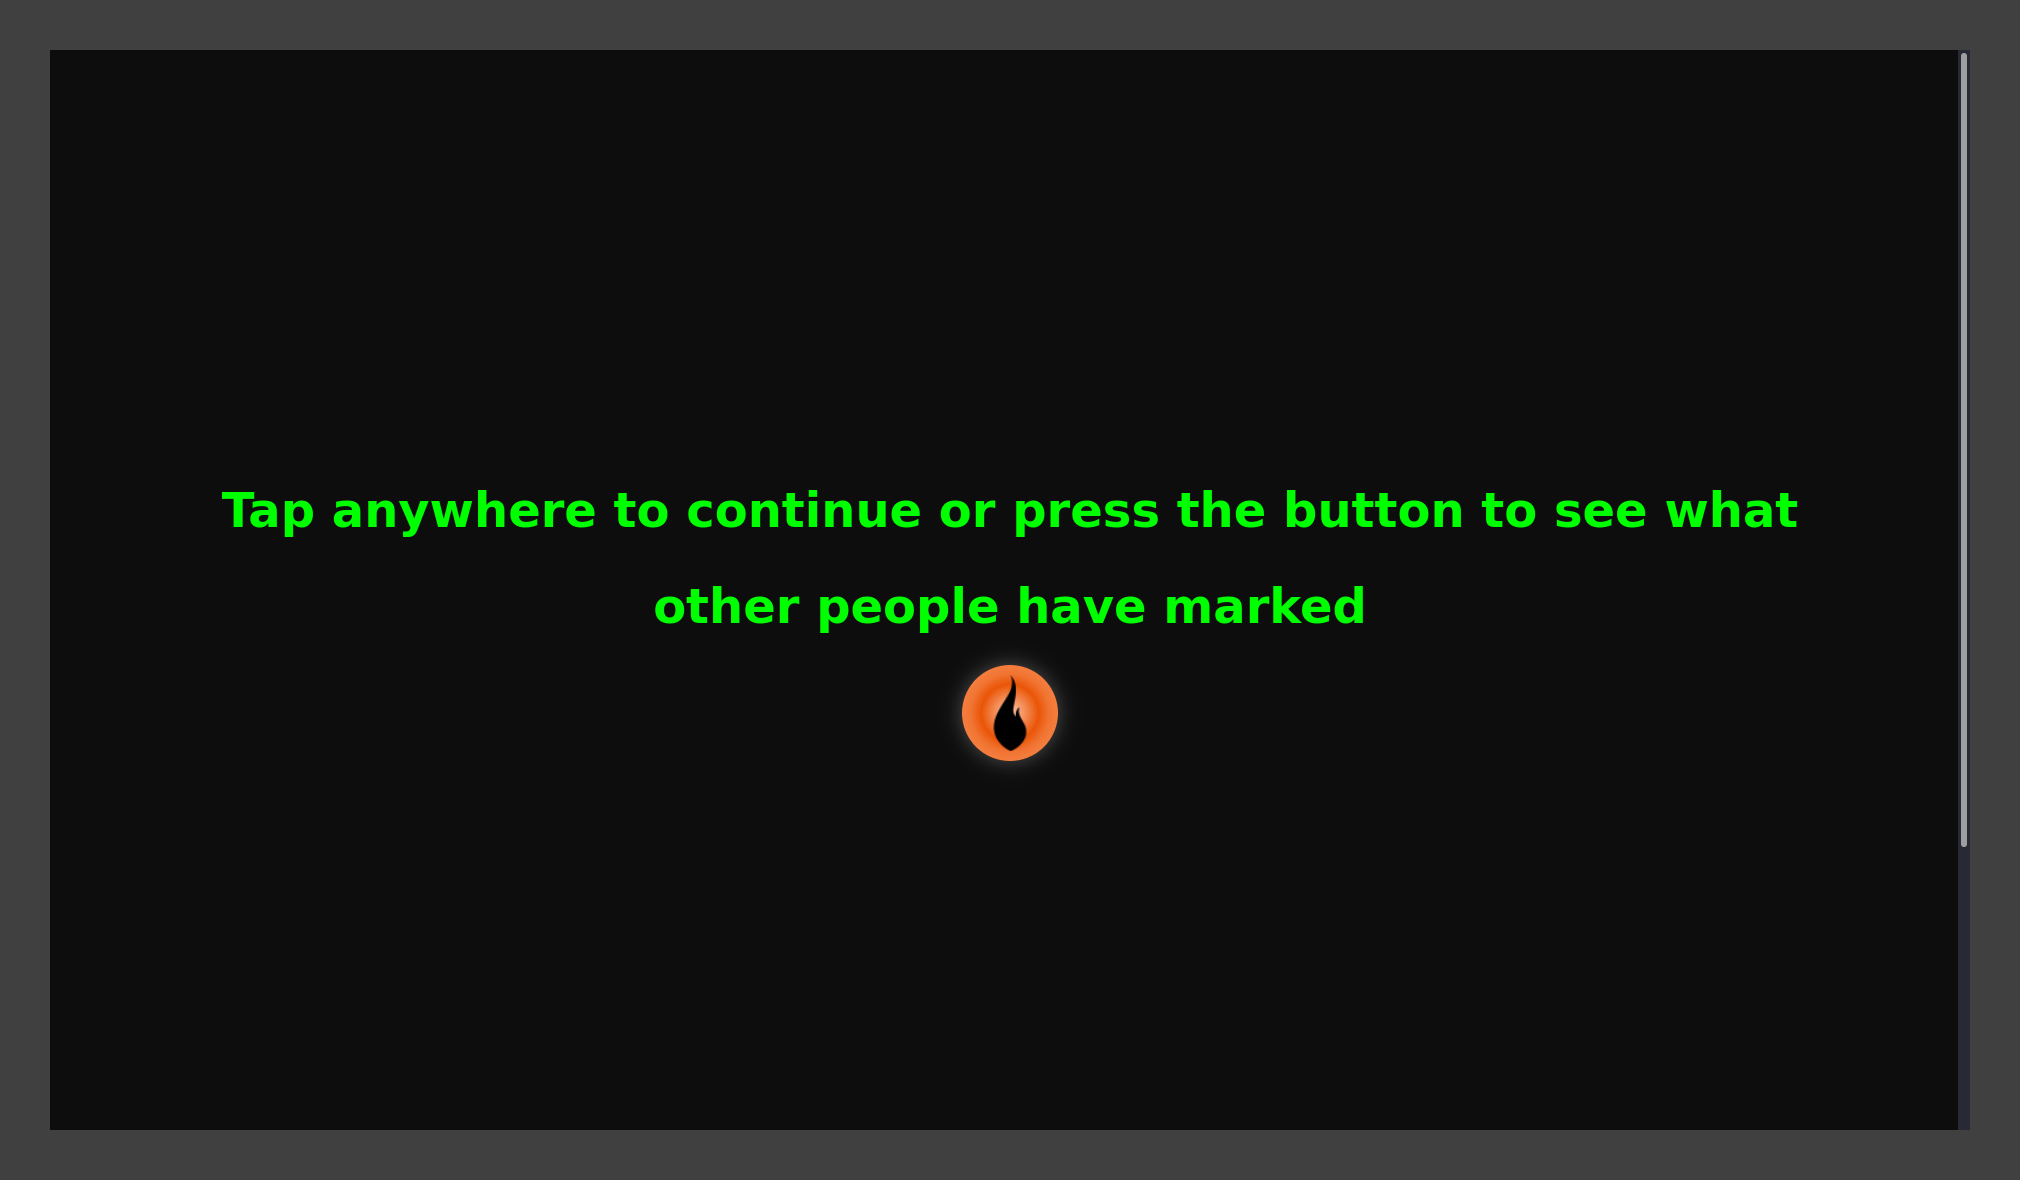 Tap anywhere to continue or press the button to see what
other people have marked